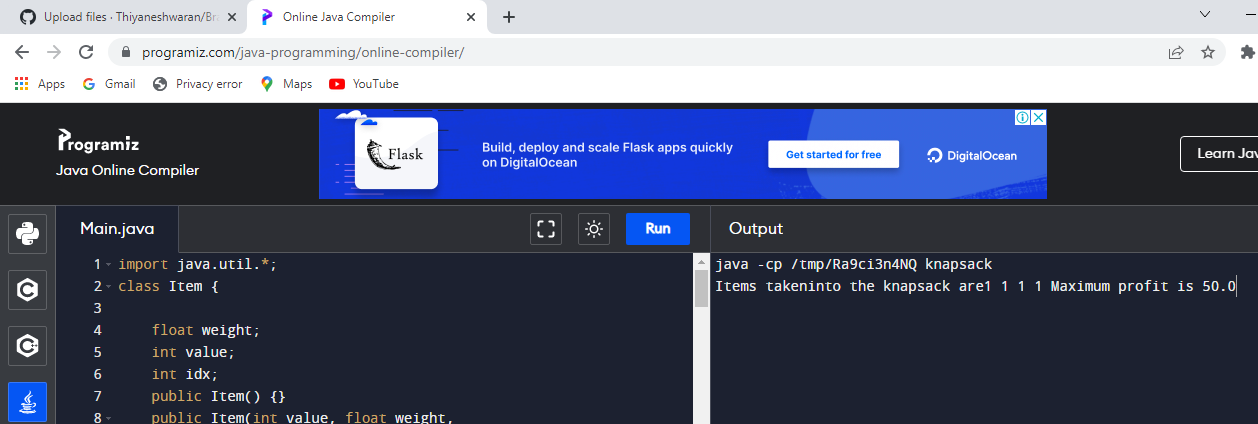 Upload files · Thiyaneshwaran/Bra
Online Java Compiler
programiz.com/java-programming/online-compiler/
Apps
Gmail
Privacy error
Maps
YouTube
Programiz
Java Online Compiler
Flask
Build, deploy and scale Flask apps quickly
on DigitalOcean
Get started for free
DigitalOcean
Learn Jav
Main.java
Run
Output
1 import java.util.*;
2 class Item {
3
4 float weight;
5 int value;
6 int idx;
7 public Item() {}
8 public Item(int value, float weight,
java -cp /tmp/Ra9ci3n4NQ knapsack
Items takeninto the knapsack are1 1 1 1 Maximum profit is 50.0